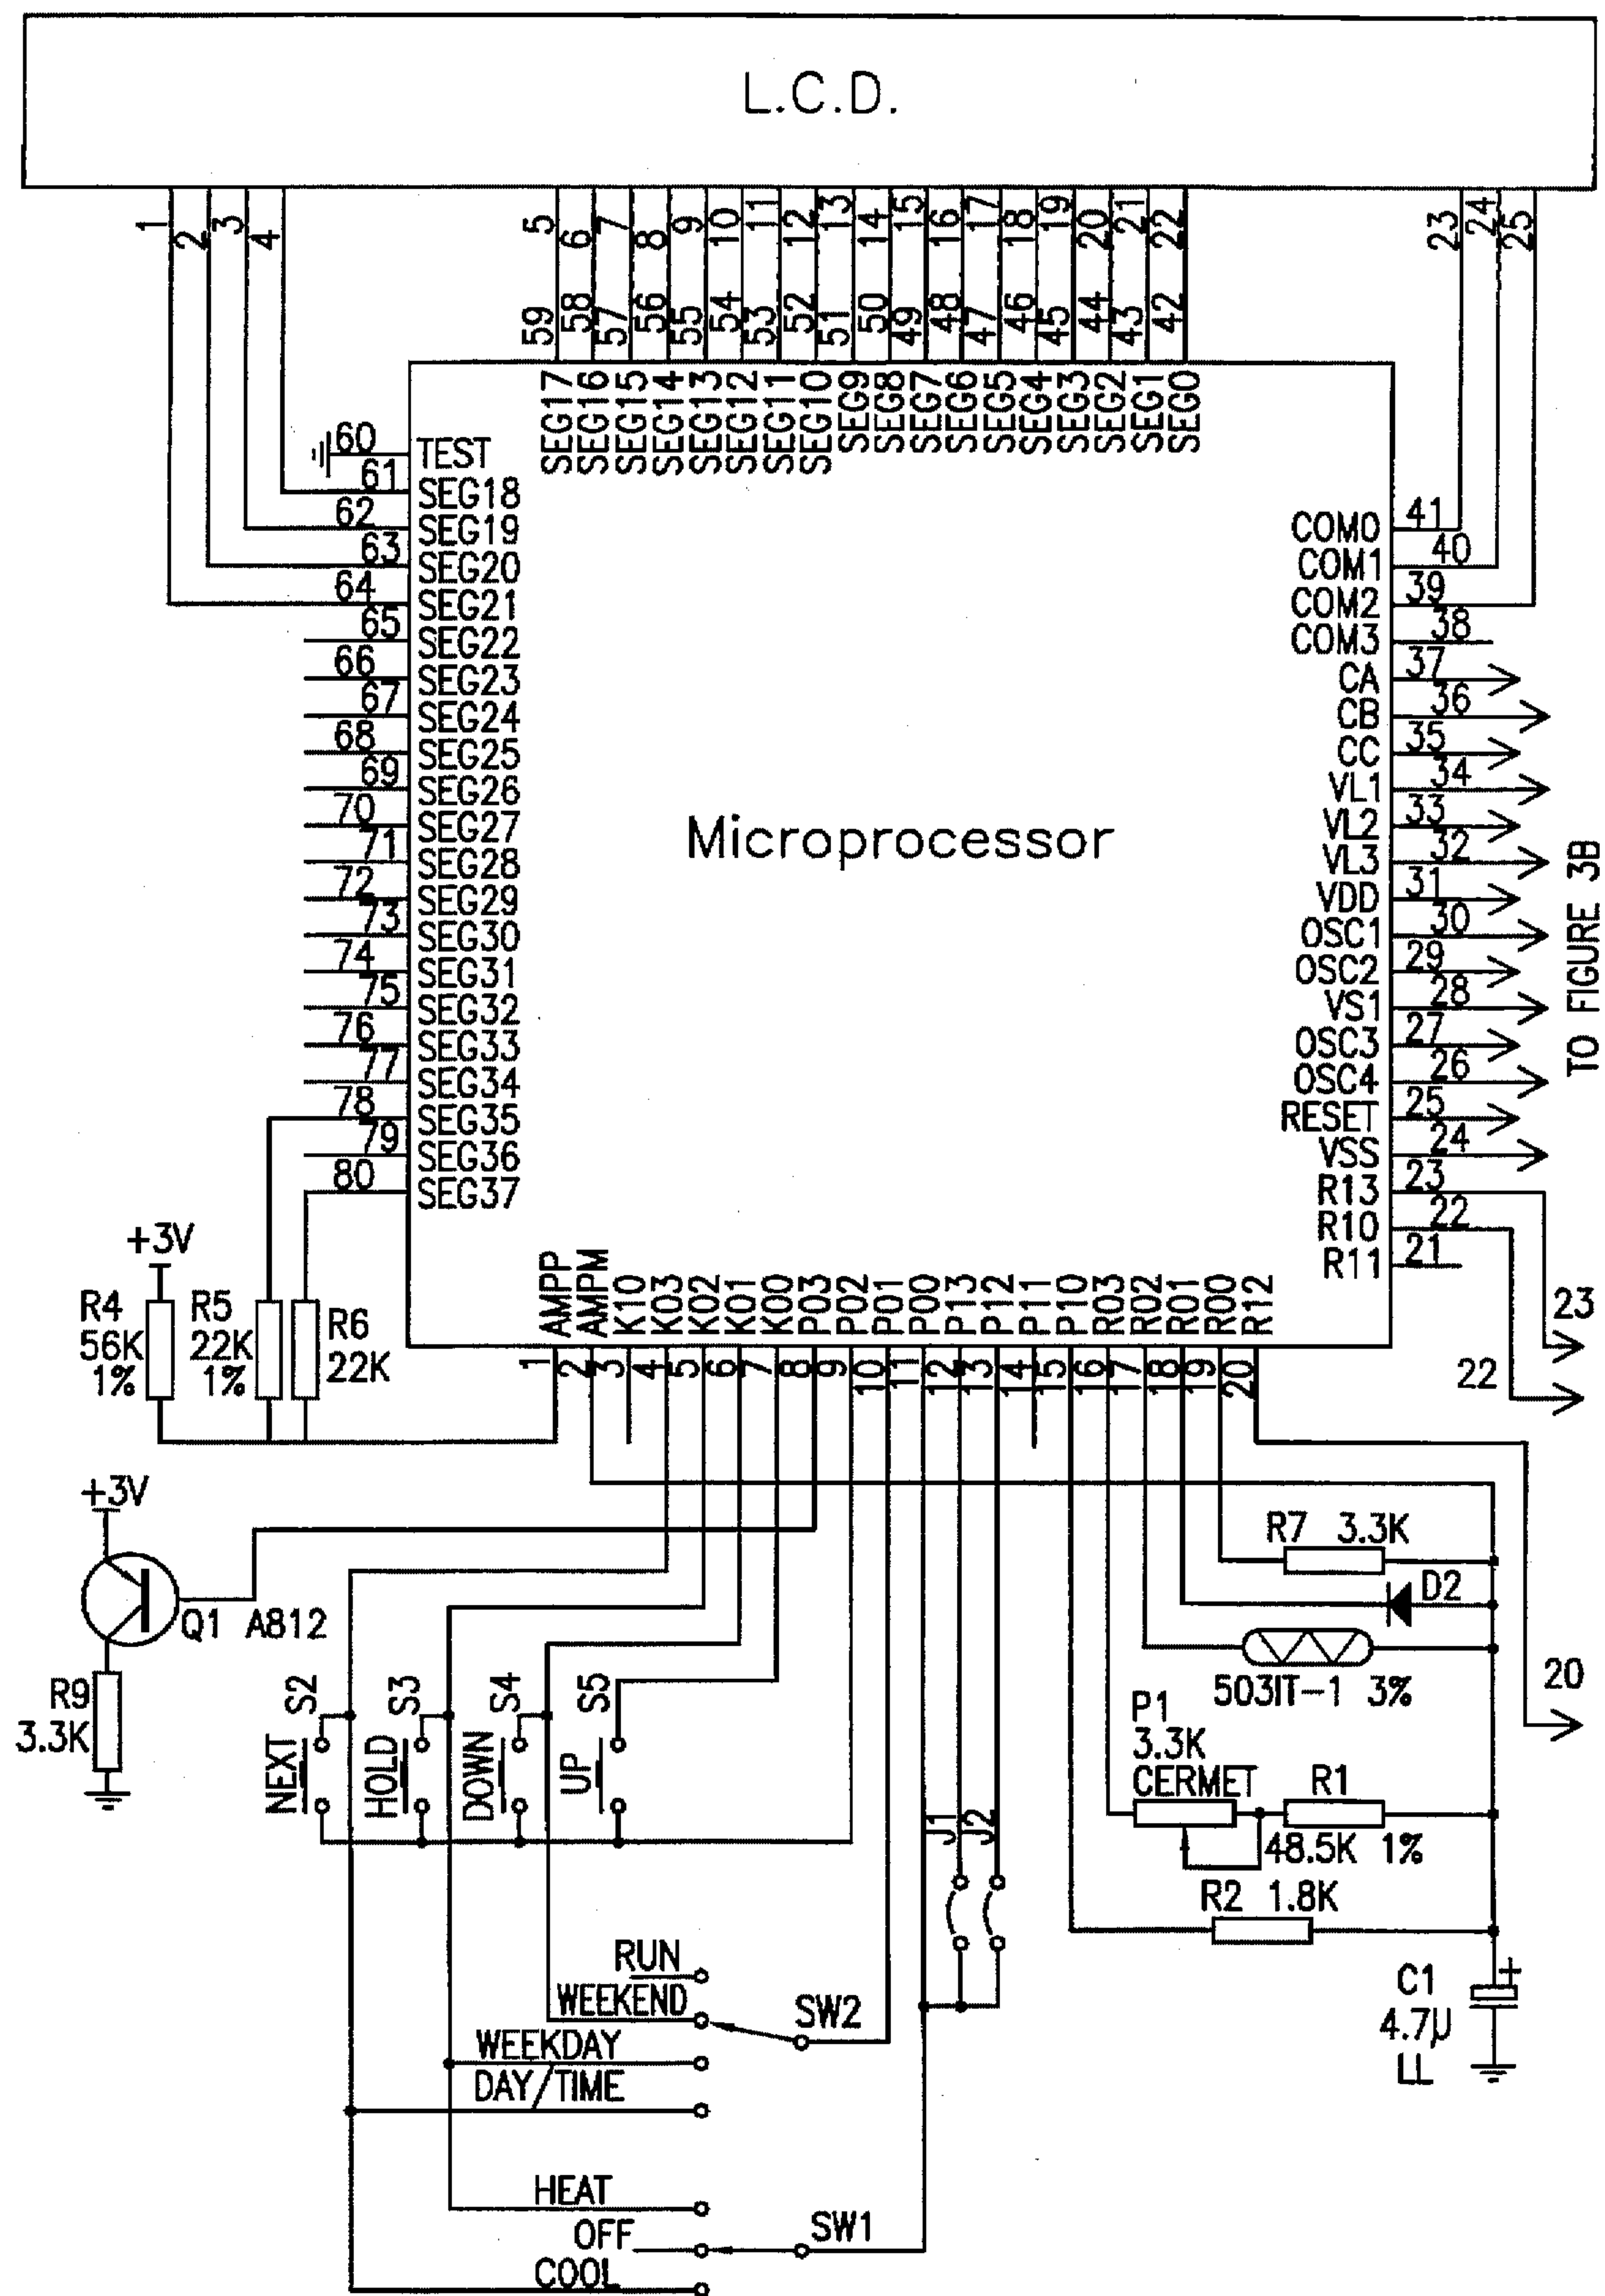 L.C.D.
1 2 3 4 5 6 7 8 9 10 11 12 13 14 15 16 17 18 19 20 21 22 23 24 25
59 58 57 56 55 54 53 52 51 50 49 48 47 46 45 44 43 42
SEG17 SEG16 SEG15 SEG14 SEG13 SEG12 SEG11 SEG10 SEG9 SEG8 SEG7 SEG6 SEG5 SEG4 SEG3 SEG2 SEG1 SEG0
60 TEST
61 SEG18
62 SEG19
63 SEG20
64 SEG21
65 SEG22
66 SEG23
67 SEG24
68 SEG25
69 SEG26
70 SEG27
71 SEG28
72 SEG29
73 SEG30
74 SEG31
75 SEG32
76 SEG33
77 SEG34
78 SEG35
79 SEG36
80 SEG37
Microprocessor
COM0 41
COM1 40
COM2 39
COM3 38
CA 37
CB 36
CC 35
VL1 34
VL2 33
VL3 32
VDD 31
OSC1 30
OSC2 29
VS1 28
OSC3 27
OSC4 26
RESET 25
VSS 24
R13 23
R10 22
R11 21
TO FIGURE 3B
23
22
20
AMPP AMPM K10 K03 K02 K01 K00 P03 P02 P01 P00 P13 P12 P11 P10 R03 R02 R01 R00 R12
1 2 3 4 5 6 7 8 9 10 11 12 13 14 15 16 17 18 19 20
+3V
R4
56K
1%
R5
22K
1%
R6
22K
+3V
Q1 A812
R9
3.3K
S2
NEXT
S3
HOLD
S4
DOWN
S5
UP
J1
J2
R7 3.3K
D2
503IT-1 3%
P1
3.3K
CERMET
R1
48.5K 1%
R2 1.8K
C1
+
4.7µ
LL
RUN
WEEKEND
WEEKDAY
DAY/TIME
SW2
HEAT
OFF
COOL
SW1